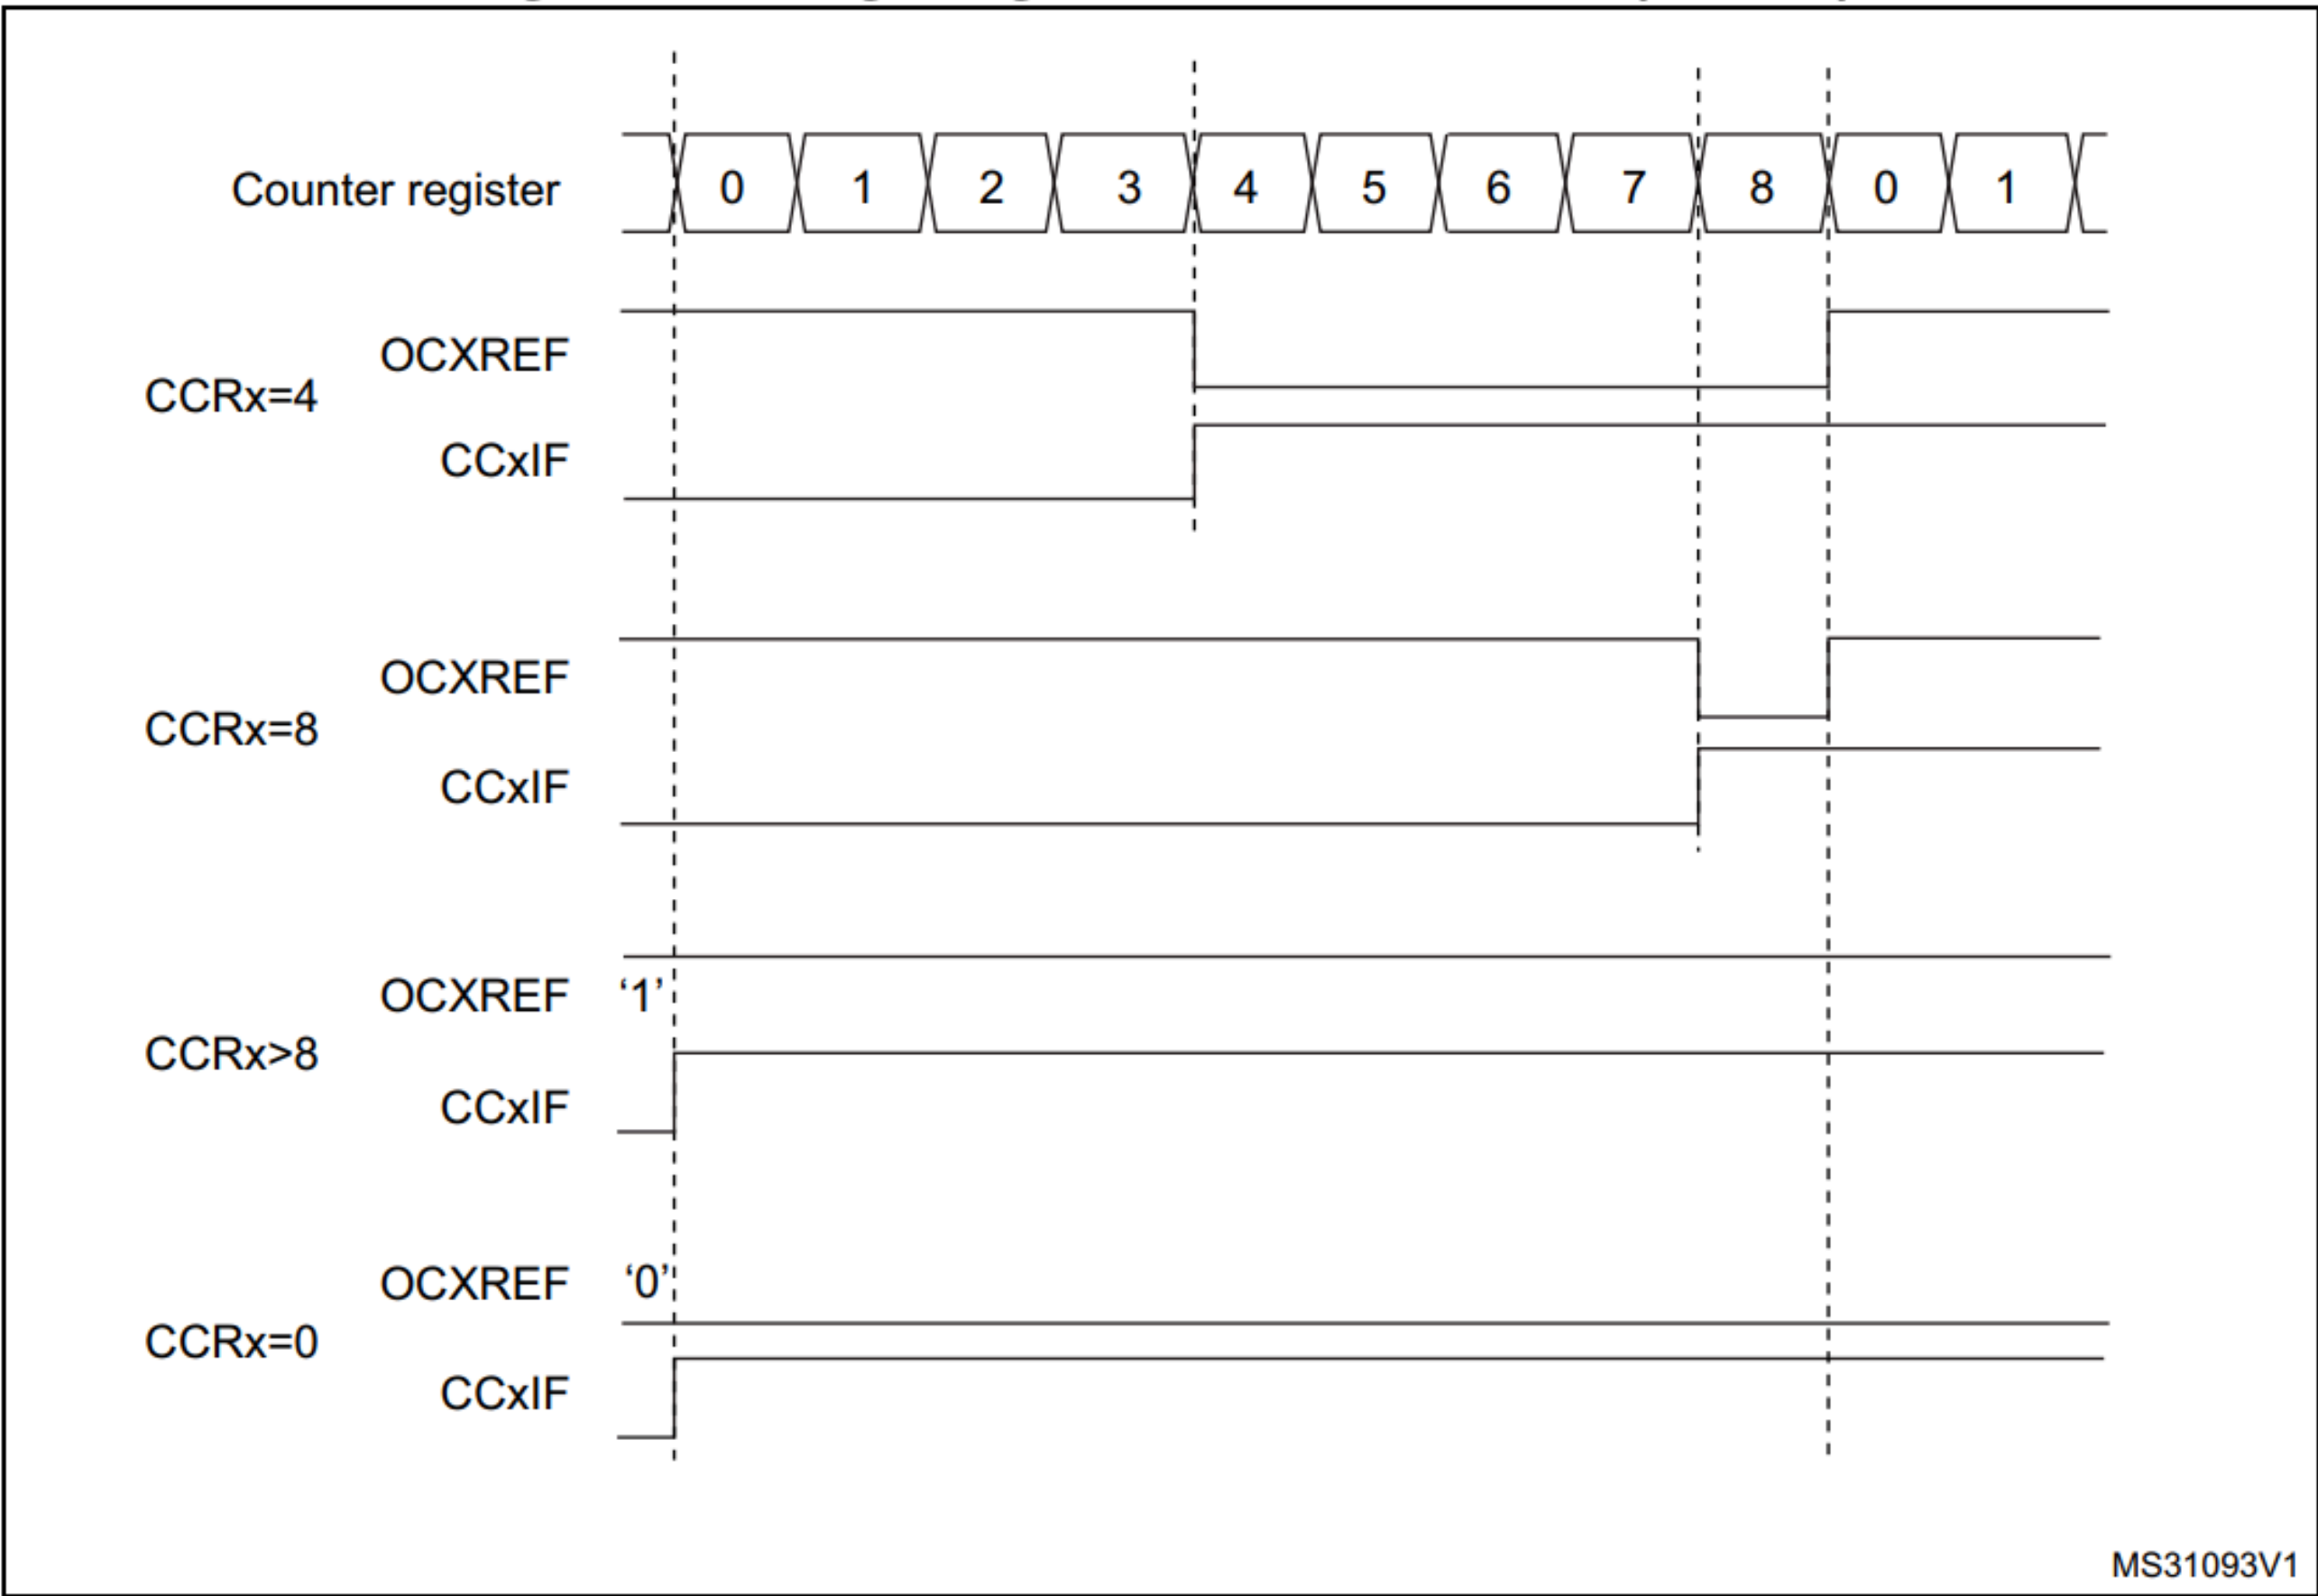 Counter register 0 1 2 3 4 5 6 7 8 0 1
OCXREF
CCRx=4
CCxIF
OCXREF
CCRx=8
CCxIF
OCXREF ‘1’
CCRx>8
CCxIF
OCXREF ‘0’
CCRx=0
CCxIF
MS31093V1